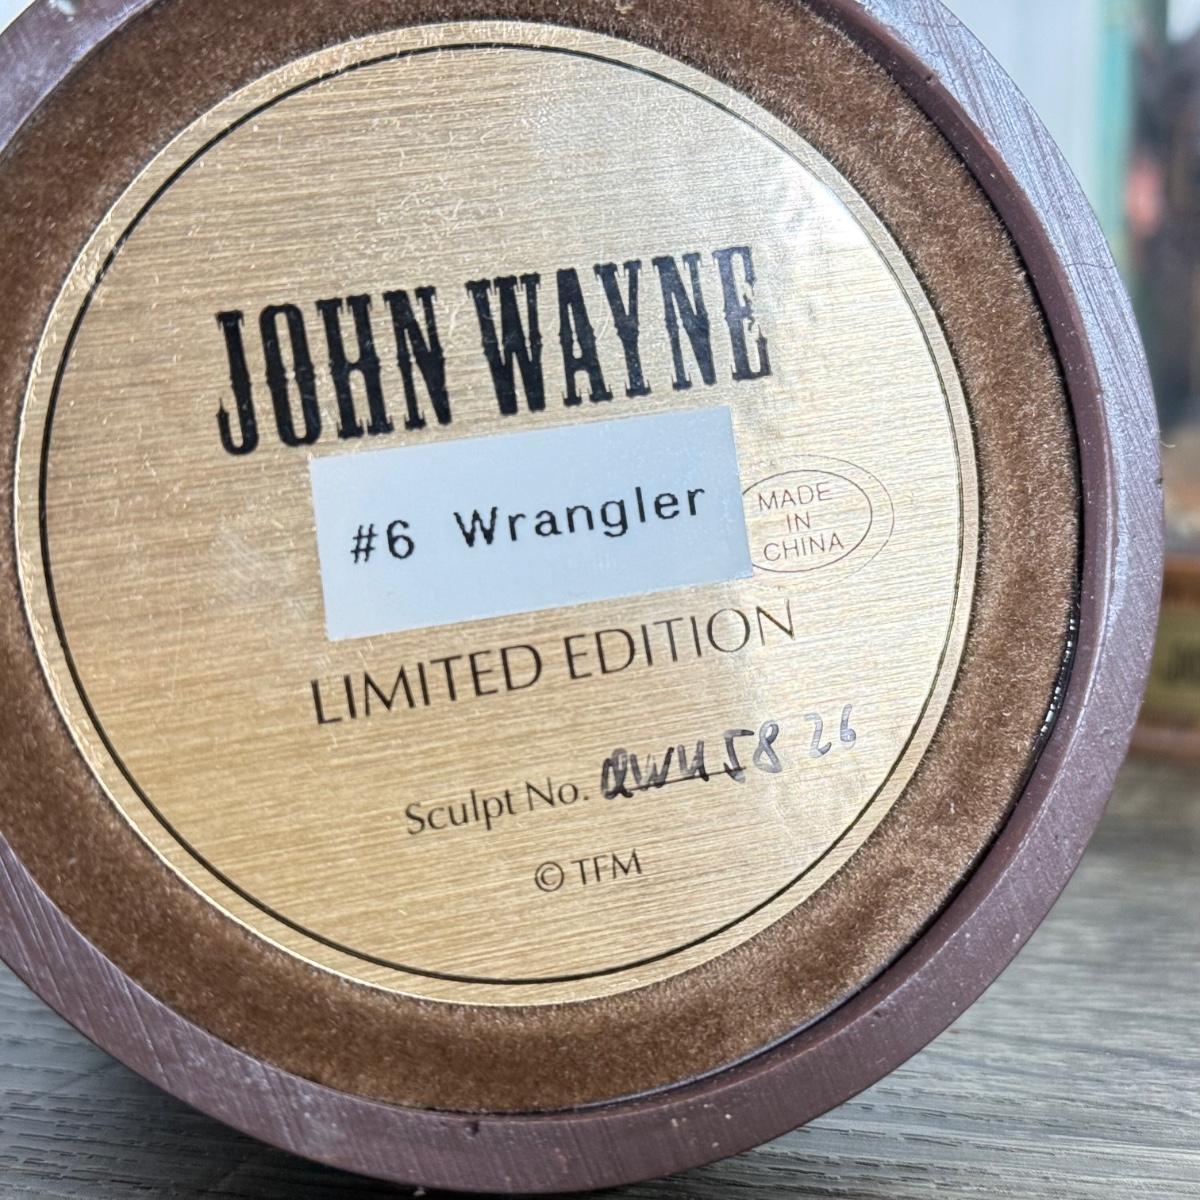 JOHN WAYNE
#6 Wrangler
MADE
IN
CHINA
LIMITED EDITION
Sculpt No.
© TFM